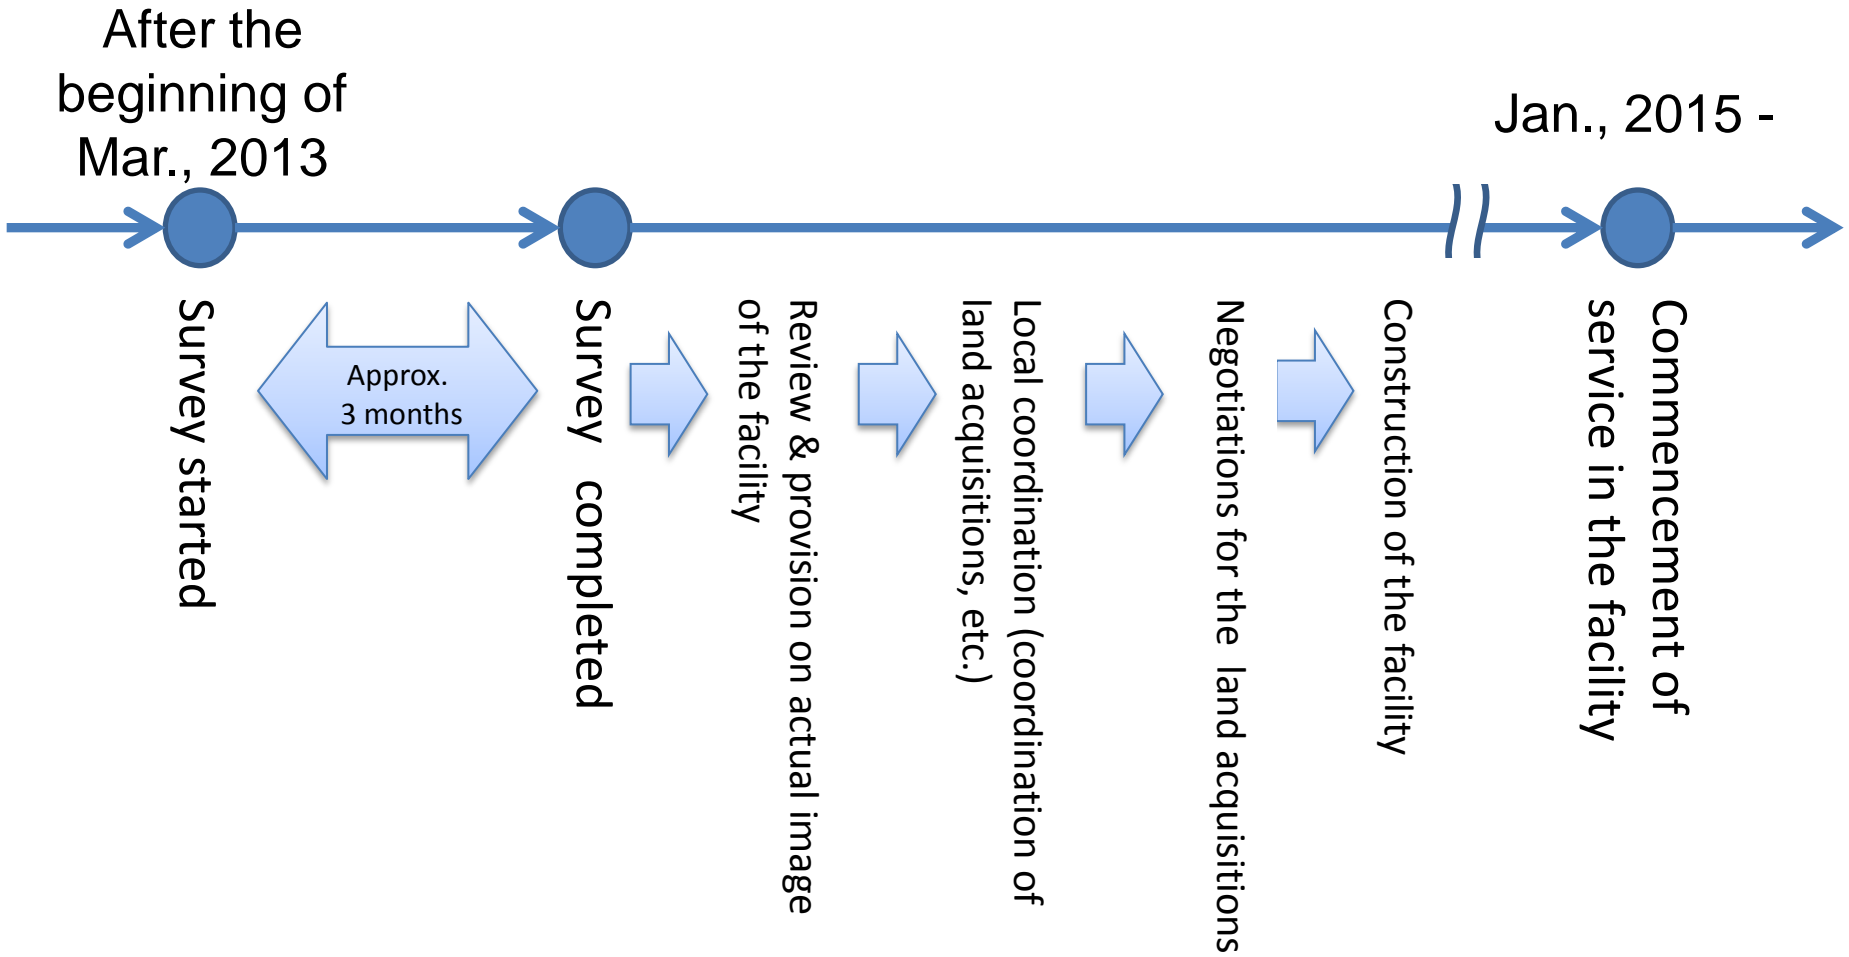 After the
beginning of
Mar., 2013
Jan., 2015 -
Survey started
Approx.
3 months
Survey completed
Review & provision on actual image
of the facility
Local coordination (coordination of
land acquisitions, etc.)
Negotiations for the land acquisitions
Construction of the facility
Commencement of
service in the facility